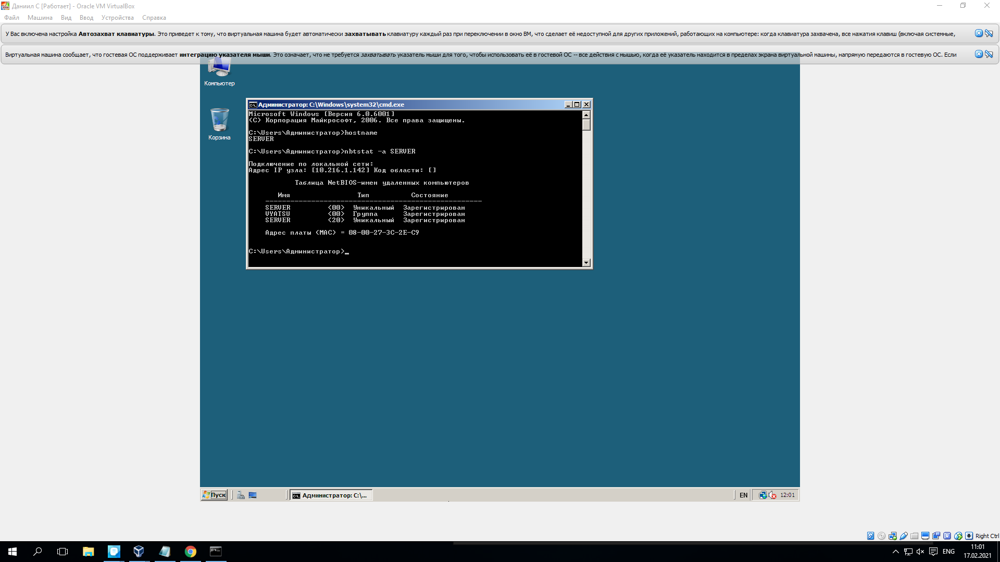 Даниил С [Работает] - Oracle VM VirtualBox
Файл Машина Вид Ввод Устройства Справка
У Вас включена настройка Автозахват клавиатуры. Это приведет к тому, что виртуальная машина будет автоматически захватывать клавиатуру каждый раз при переключении в окно ВМ, что сделает её недоступной для других приложений, работающих на компьютере: когда клавиатура захвачена, все нажатия клавиш (включая системные,
Виртуальная машина сообщает, что гостевая ОС поддерживает интеграцию указателя мыши. Это означает, что не требуется захватывать указатель мыши для того, чтобы использовать её в гостевой ОС -- все действия с мышью, когда её указатель находится в пределах экрана виртуальной машины, напрямую передаются в гостевую ОС. Если
Компьютер
Корзина
Администратор: C:\Windows\system32\cmd.exe
Microsoft Windows [Версия 6.0.6001]
(C) Корпорация Майкрософт, 2006. Все права защищены.
C:\Users\Администратор>hostname
SERVER
C:\Users\Администратор>nbtstat -a SERVER
Подключение по локальной сети:
Адрес IP узла: [10.216.1.142] Код области: []
Таблица NetBIOS-имен удаленных компьютеров
Имя Тип Состояние
---------------------------------------------------- 
SERVER <00> Уникальный Зарегистрирован
VYATSU <00> Группа Зарегистрирован
SERVER <20> Уникальный Зарегистрирован
Адрес платы (MAC) = 08-00-27-3C-2E-C9
C:\Users\Администратор>_
Пуск Администратор: C:\... EN 12:01
Right Ctrl
ENG 11:01
17.02.2021